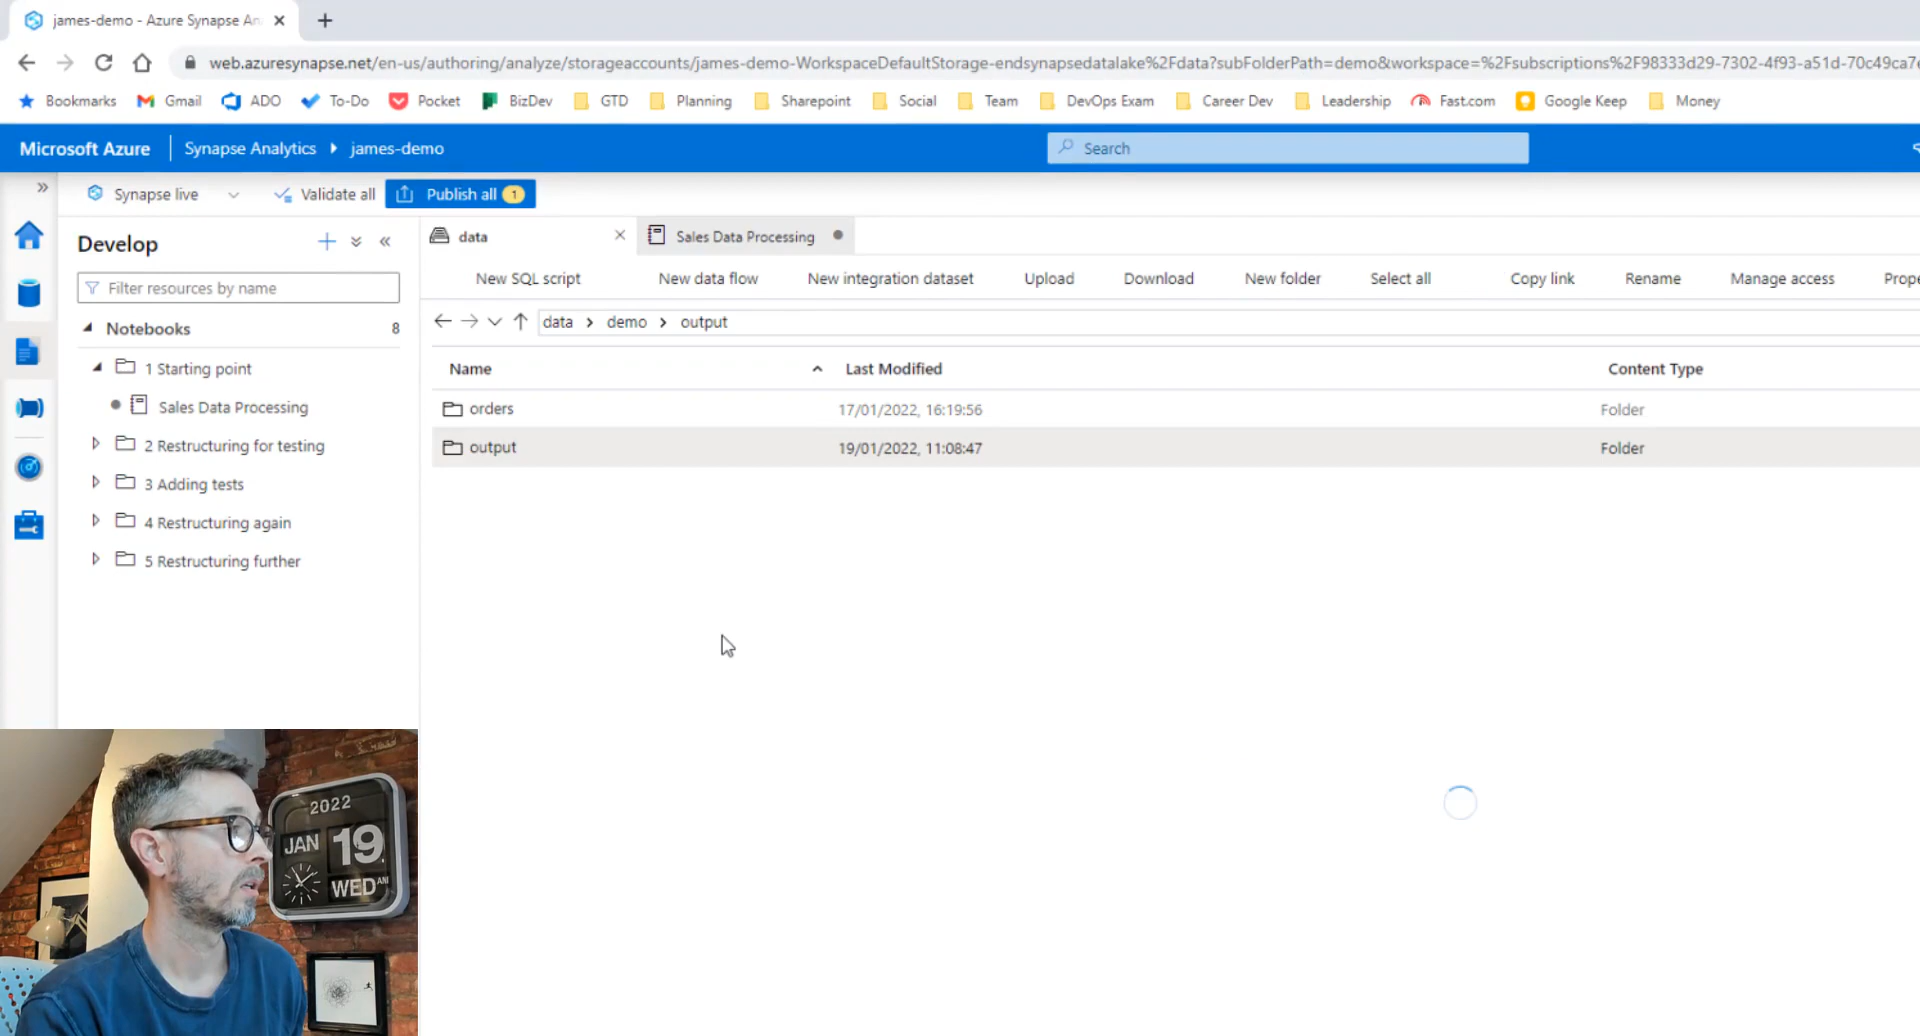 james-demo - Azure Synapse An
web.azuresynapse.net/en-us/authoring/analyze/storageaccounts/james-demo-WorkspaceDefaultStorage-endsynapsedatalake%2Fdata?subFolderPath=demo&workspace=%2Fsubscriptions%2F98333d29-7302-4f93-a51d-70c49ca7e
Bookmarks Gmail ADO To-Do Pocket BizDev GTD Planning Sharepoint Social Team DevOps Exam Career Dev Leadership Fast.com Google Keep Money
Microsoft Azure Synapse Analytics james-demo Search
Synapse live Validate all Publish all 1
Develop
Filter resources by name
Notebooks 8
1 Starting point
Sales Data Processing
2 Restructuring for testing
3 Adding tests
4 Restructuring again
5 Restructuring further
data Sales Data Processing
New SQL script New data flow New integration dataset Upload Download New folder Select all Copy link Rename Manage access Prope
data > demo > output
Name Last Modified Content Type
orders 17/01/2022, 16:19:56 Folder
output 19/01/2022, 11:08:47 Folder
2022
JAN 19
WED AM